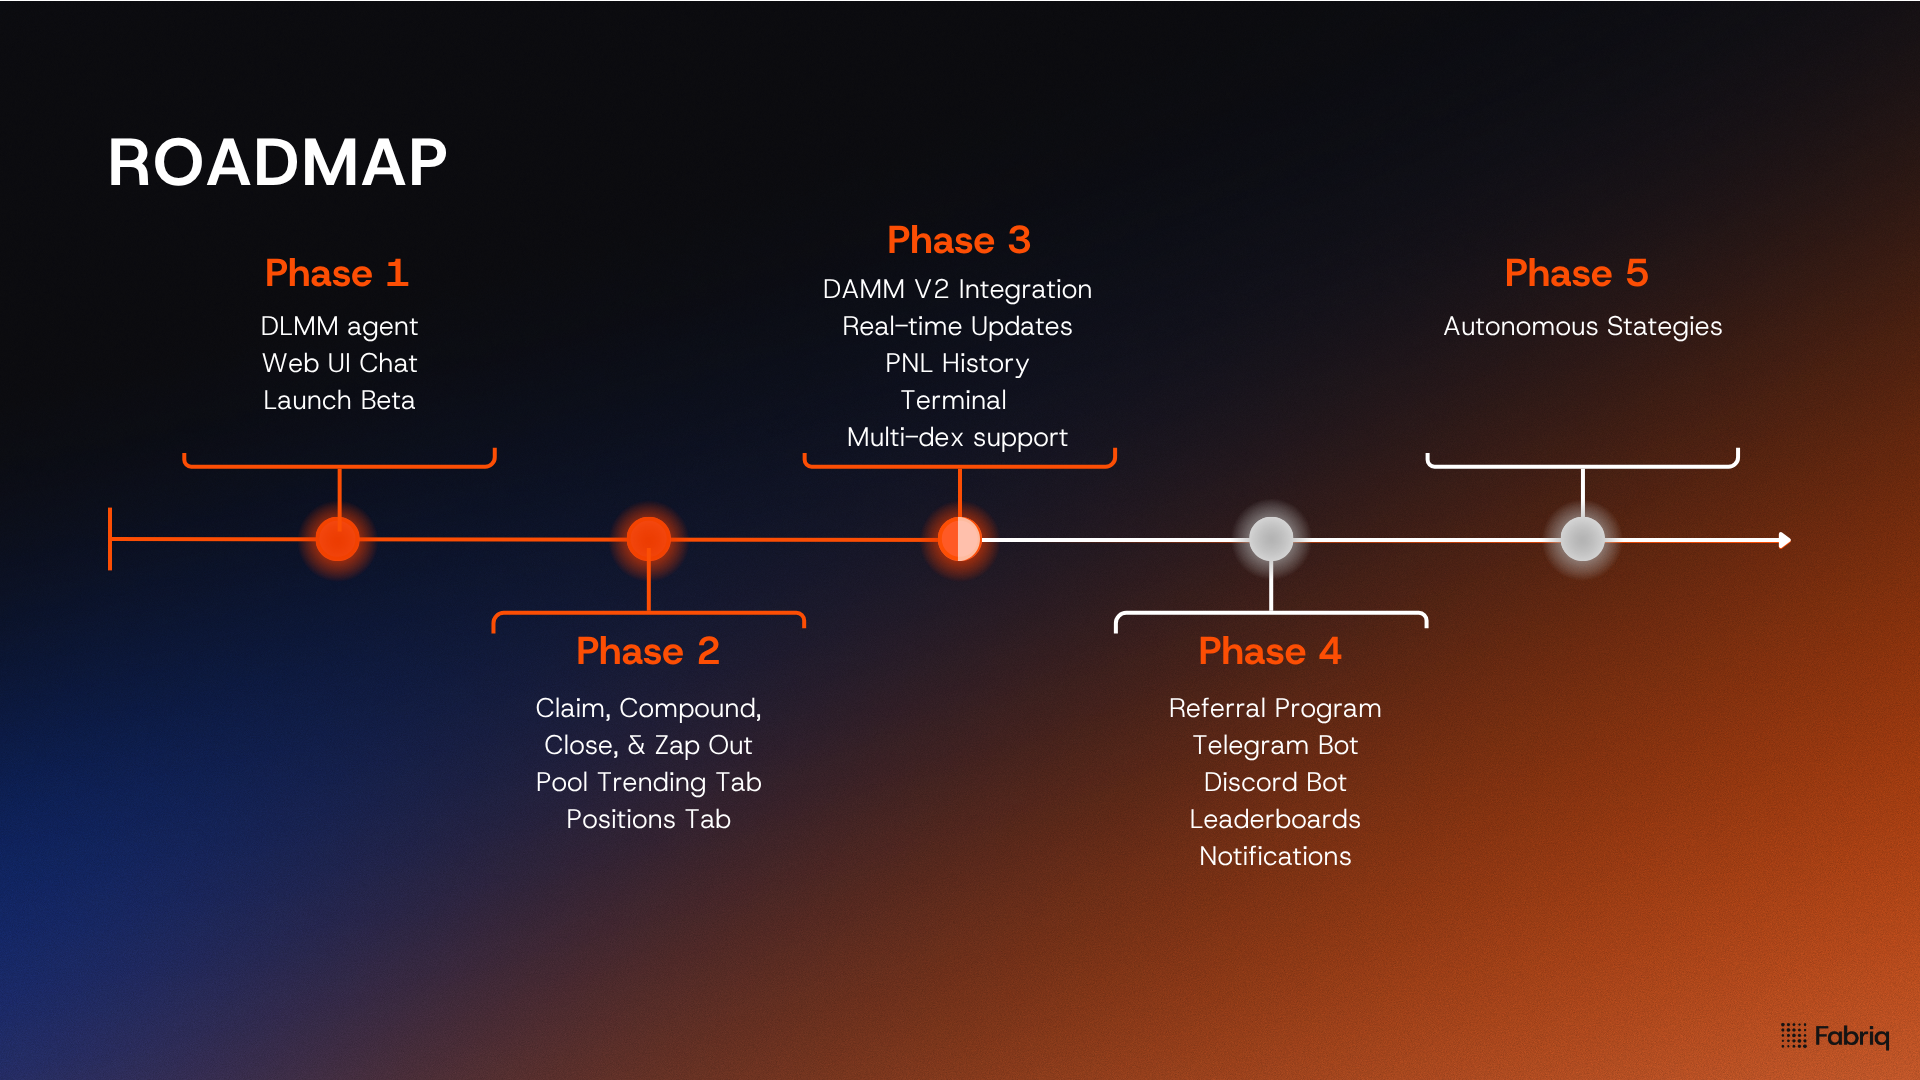 ROADMAP
Phase 1
DLMM agent
Web UI Chat
Launch Beta
Phase 2
Claim, Compound,
Close, & Zap Out
Pool Trending Tab
Positions Tab
Phase 3
DAMM V2 Integration
Real-time Updates
PNL History
Terminal
Multi-dex support
Phase 4
Referral Program
Telegram Bot
Discord Bot
Leaderboards
Notifications
Phase 5
Autonomous Stategies
Fabriq